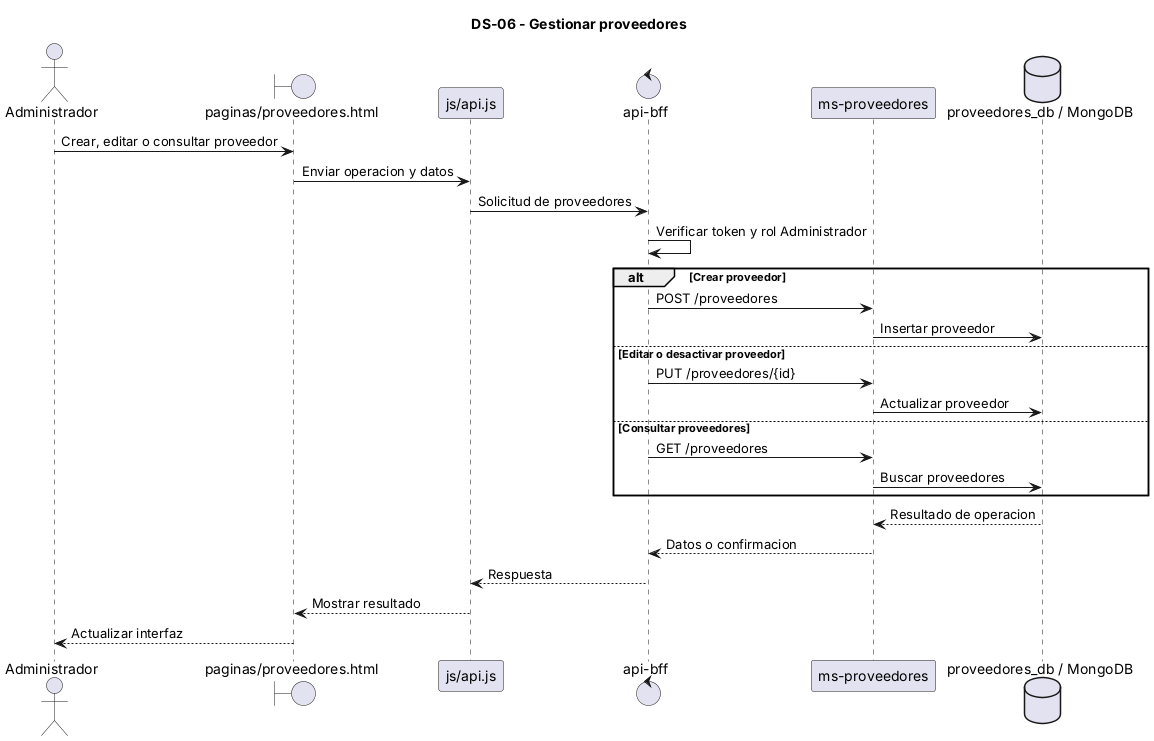 DS-06 - Gestionar proveedores
Administrador
paginas/proveedores.html
js/api.js
api-bff
ms-proveedores
proveedores_db / MongoDB
Crear, editar o consultar proveedor
Enviar operacion y datos
Solicitud de proveedores
Verificar token y rol Administrador
alt
[Crear proveedor]
POST /proveedores
Insertar proveedor
[Editar o desactivar proveedor]
PUT /proveedores/{id}
Actualizar proveedor
[Consultar proveedores]
GET /proveedores
Buscar proveedores
Resultado de operacion
Datos o confirmacion
Respuesta
Mostrar resultado
Actualizar interfaz
Administrador
paginas/proveedores.html
js/api.js
api-bff
ms-proveedores
proveedores_db / MongoDB